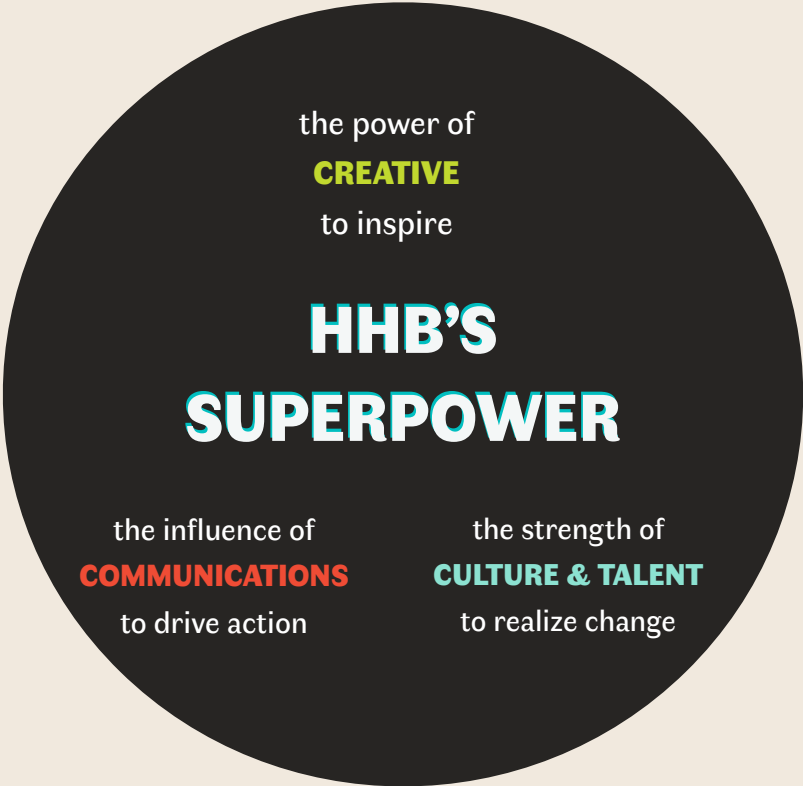 the power of
CREATIVE
to inspire
HHB’S
SUPERPOWER
the influence of
COMMUNICATIONS
to drive action
the strength of
CULTURE & TALENT
to realize change